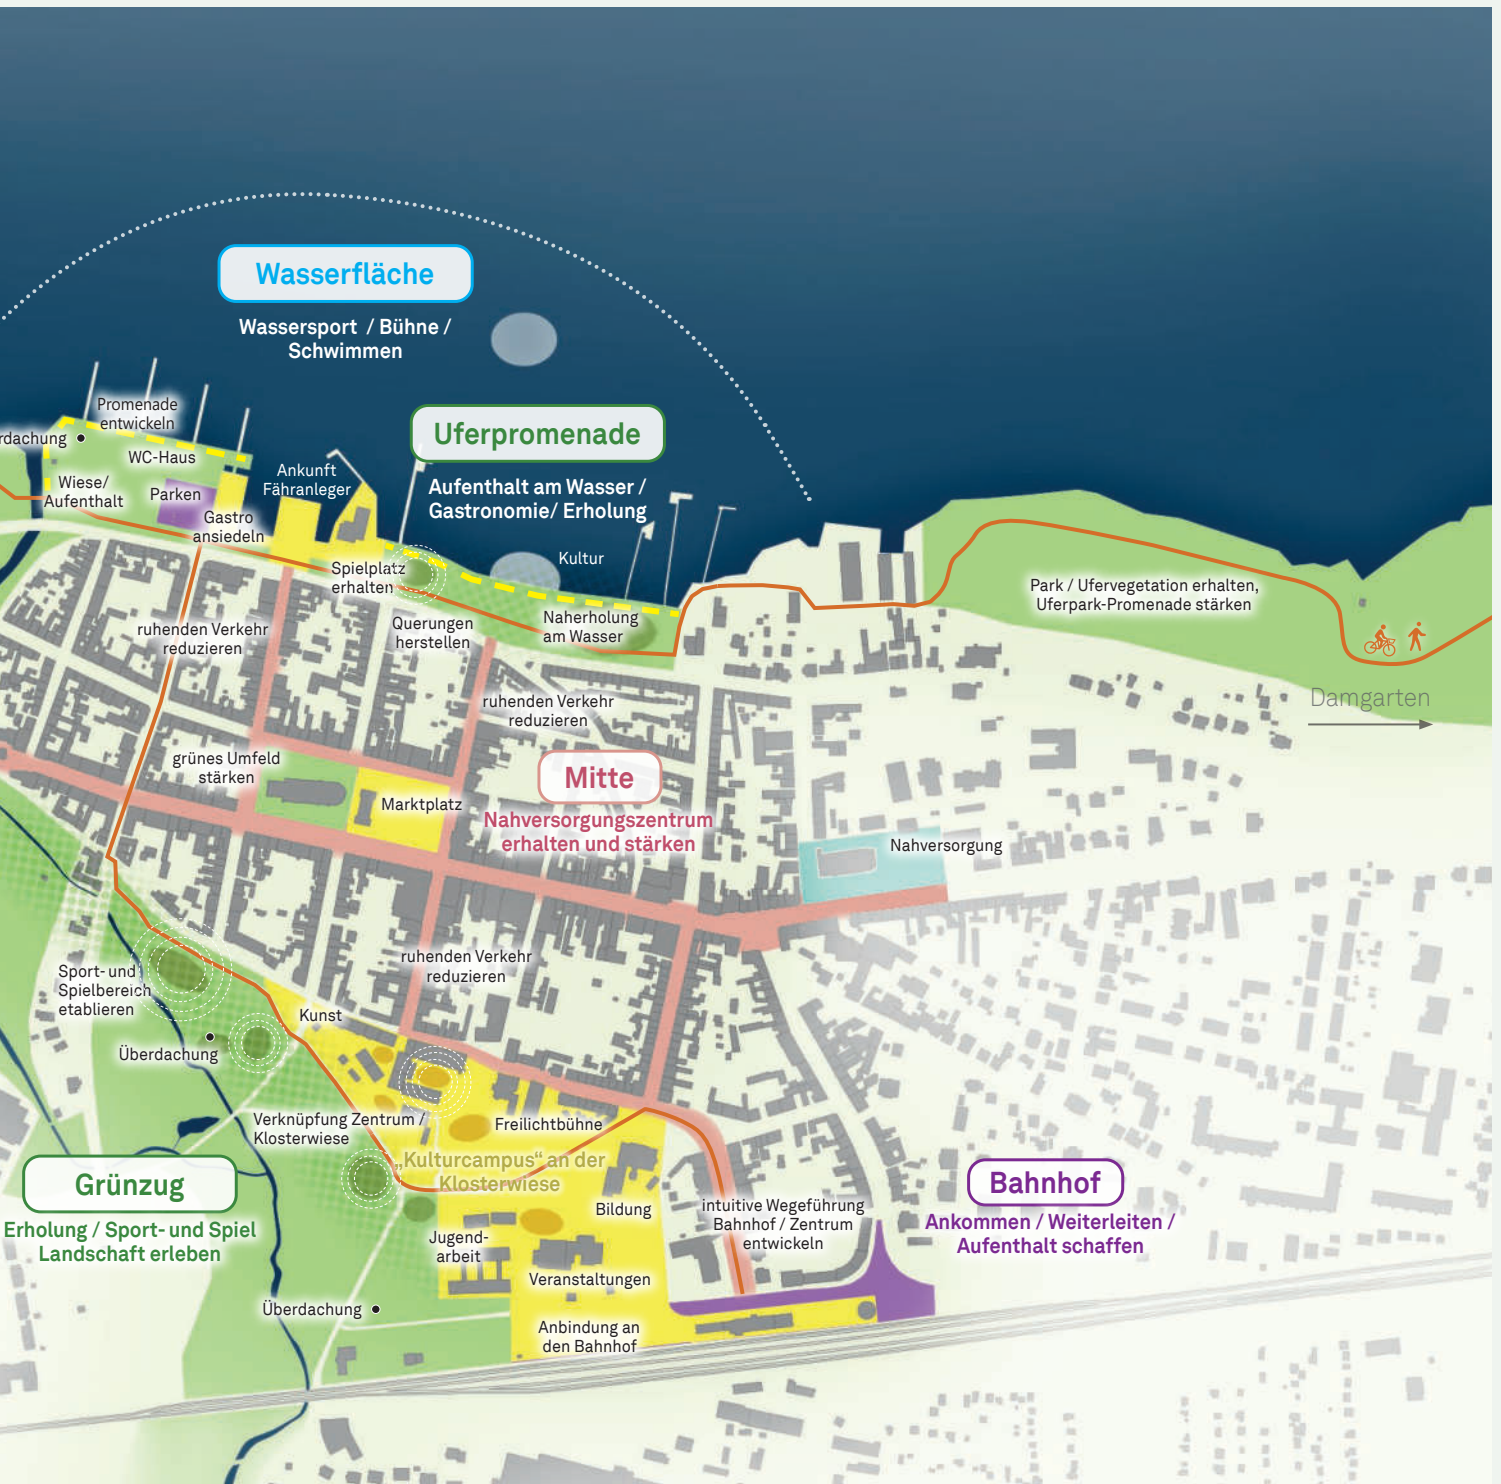 Wasserfläche
Wassersport / Bühne /
Schwimmen
Promenade
entwickeln
rdachung
WC-Haus
Wiese/
Aufenthalt
Parken
Gastro
ansiedeln
Ankunft
Fähranleger
Uferpromenade
Aufenthalt am Wasser /
Gastronomie/ Erholung
Kultur
Spielplatz
erhalten
Querungen
herstellen
Naherholung
am Wasser
Park / Ufervegetation erhalten,
Uferpark-Promenade stärken
Damgarten
ruhenden Verkehr
reduzieren
ruhenden Verkehr
reduzieren
grünes Umfeld
stärken
Marktplatz
Mitte
Nahversorgungszentrum
erhalten und stärken
Nahversorgung
ruhenden Verkehr
reduzieren
Sport- und
Spielbereich
etablieren
Kunst
Überdachung
Verknüpfung Zentrum /
Klosterwiese
Freilichtbühne
„Kulturcampus“ an der
Klosterwiese
Grünzug
Erholung / Sport- und Spiel
Landschaft erleben
Bildung
Jugend-
arbeit
Veranstaltungen
intuitive Wegeführung
Bahnhof / Zentrum
entwickeln
Bahnhof
Ankommen / Weiterleiten /
Aufenthalt schaffen
Überdachung
Anbindung an
den Bahnhof